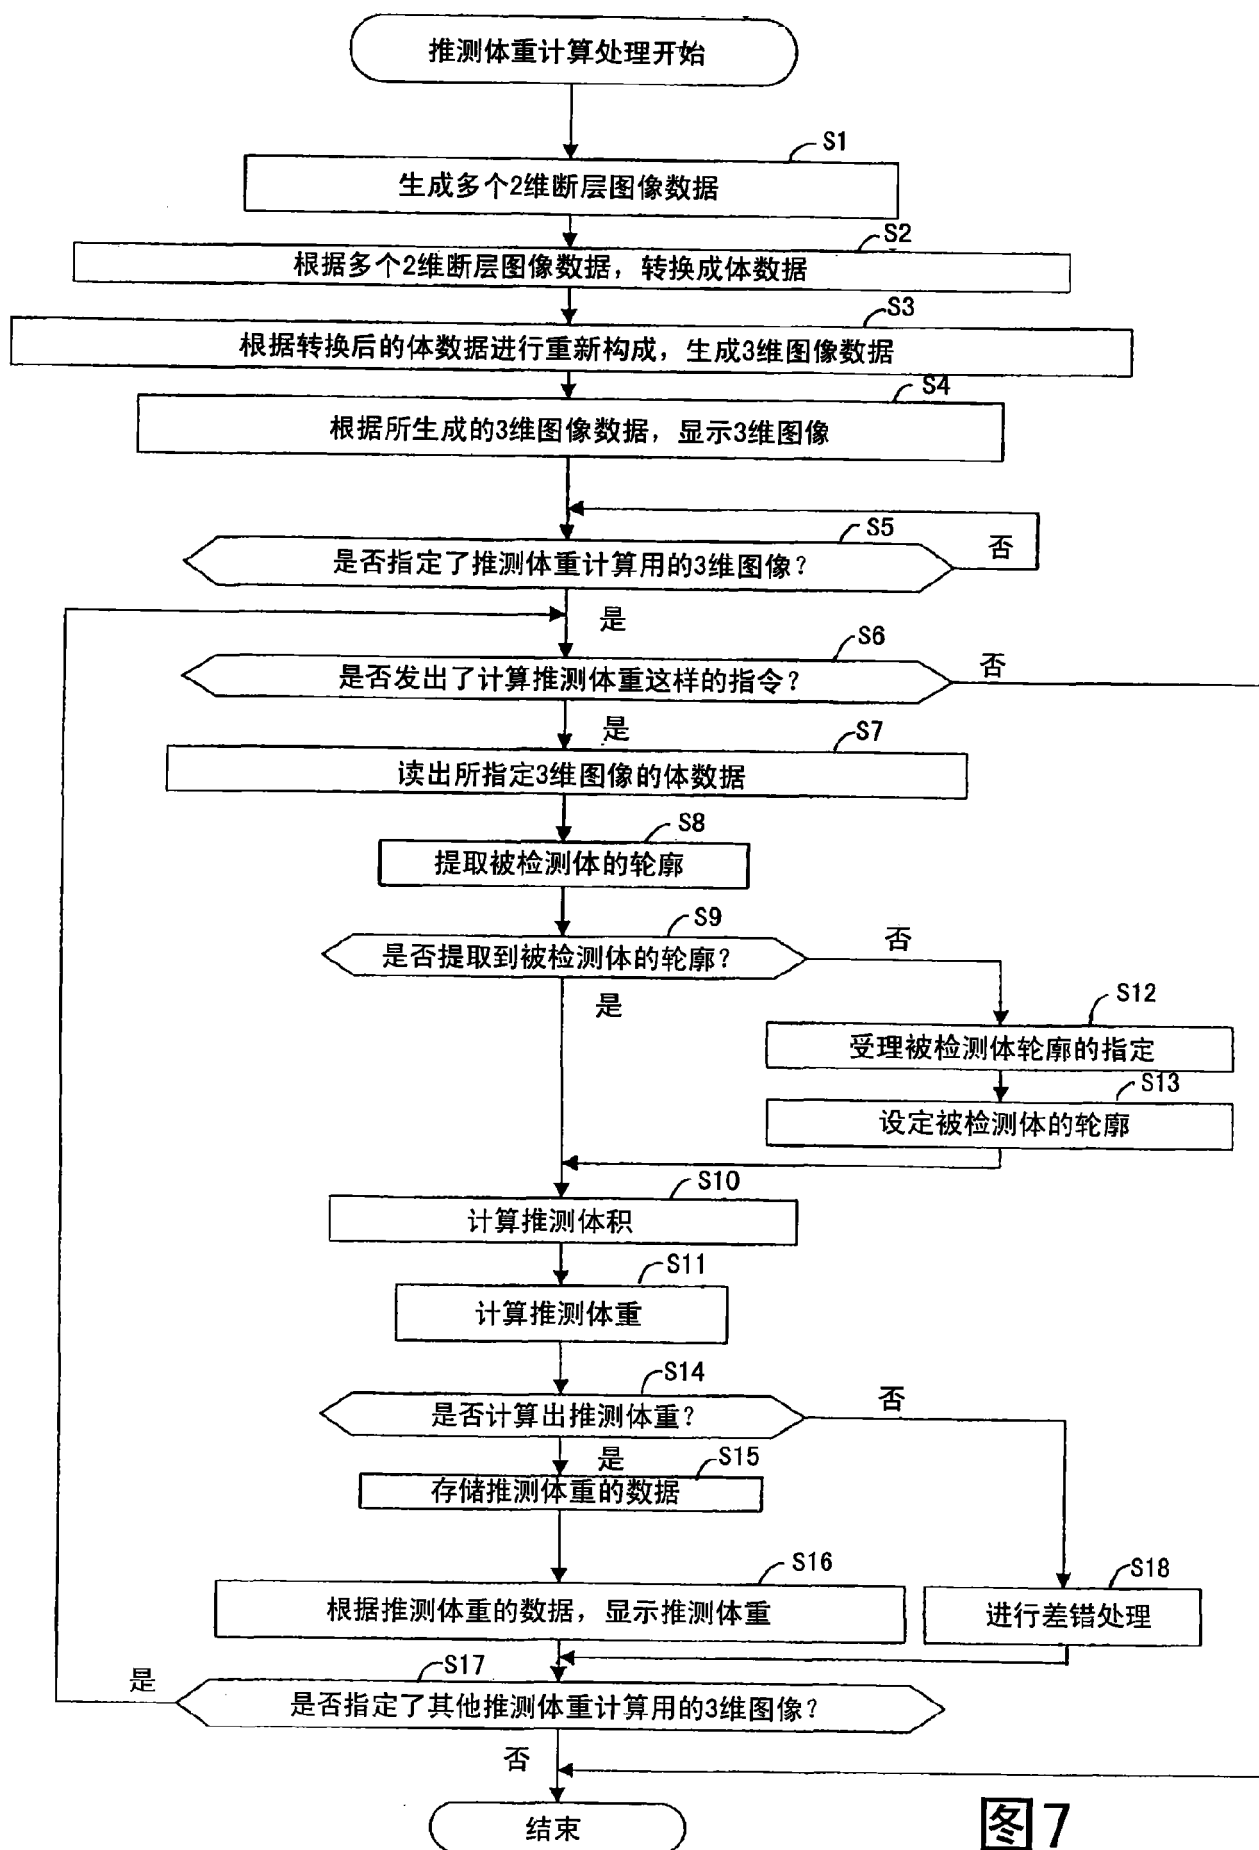 推测体重计算处理开始
S1
生成多个2维断层图像数据
S2
根据多个2维断层图像数据，转换成体数据
S3
根据转换后的体数据进行重新构成，生成3维图像数据
S4
根据所生成的3维图像数据，显示3维图像
S5
是否指定了推测体重计算用的3维图像？
否
是
S6
是否发出了计算推测体重这样的指令？
否
是
S7
读出所指定3维图像的体数据
S8
提取被检测体的轮廓
S9
是否提取到被检测体的轮廓？
否
是
S12
受理被检测体轮廓的指定
S13
设定被检测体的轮廓
S10
计算推测体积
S11
计算推测体重
S14
是否计算出推测体重？
否
是
S15
存储推测体重的数据
S16
根据推测体重的数据，显示推测体重
S18
进行差错处理
S17
是否指定了其他推测体重计算用的3维图像？
是
否
结束
图7